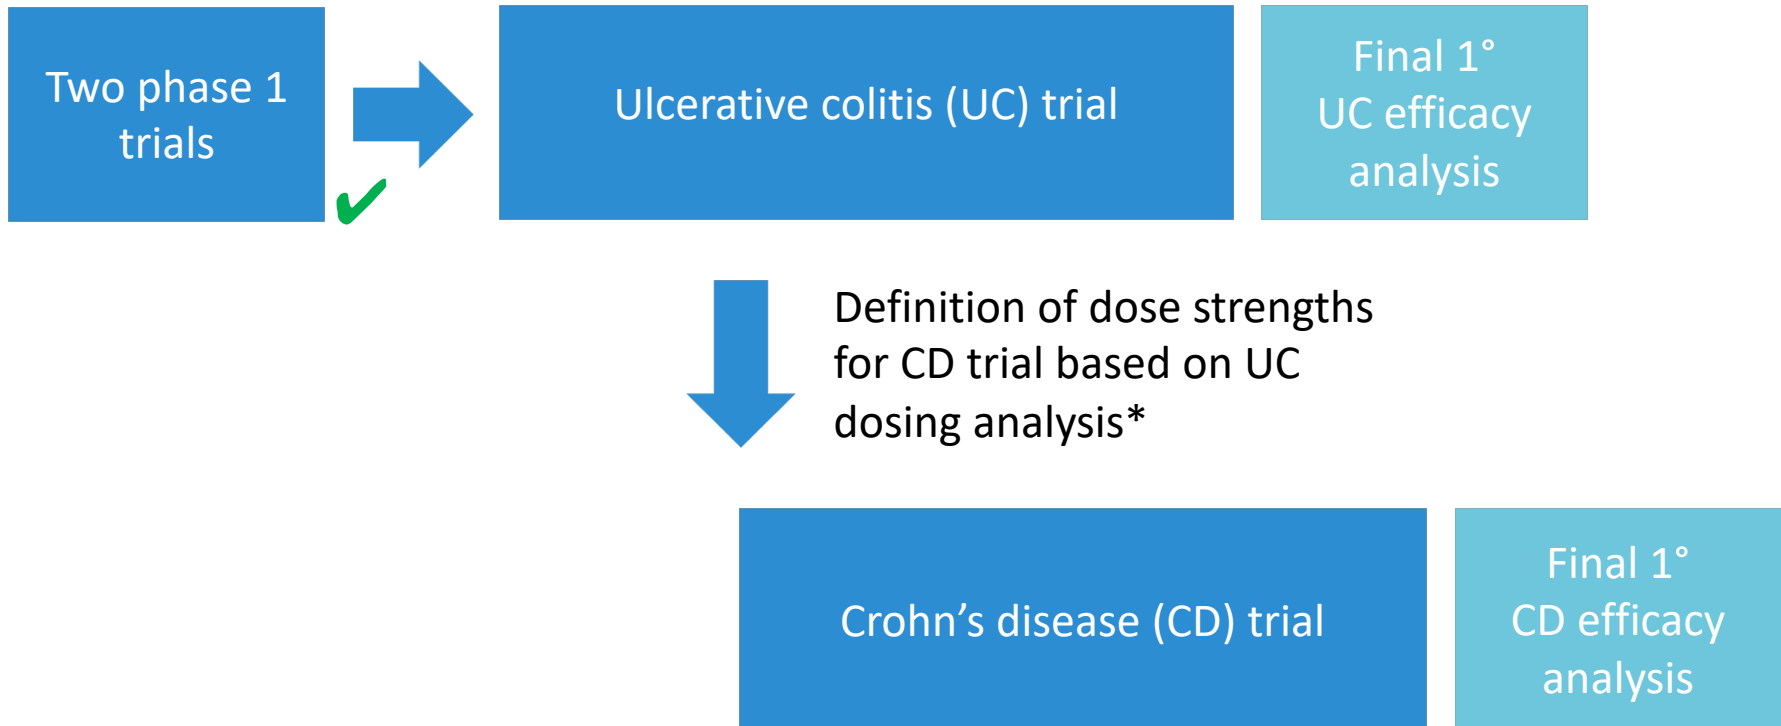 Two phase 1
trials
Ulcerative colitis (UC) trial
Final 1°
UC efficacy
analysis
Definition of dose strengths
for CD trial based on UC
dosing analysis*
Crohn’s disease (CD) trial
Final 1°
CD efficacy
analysis